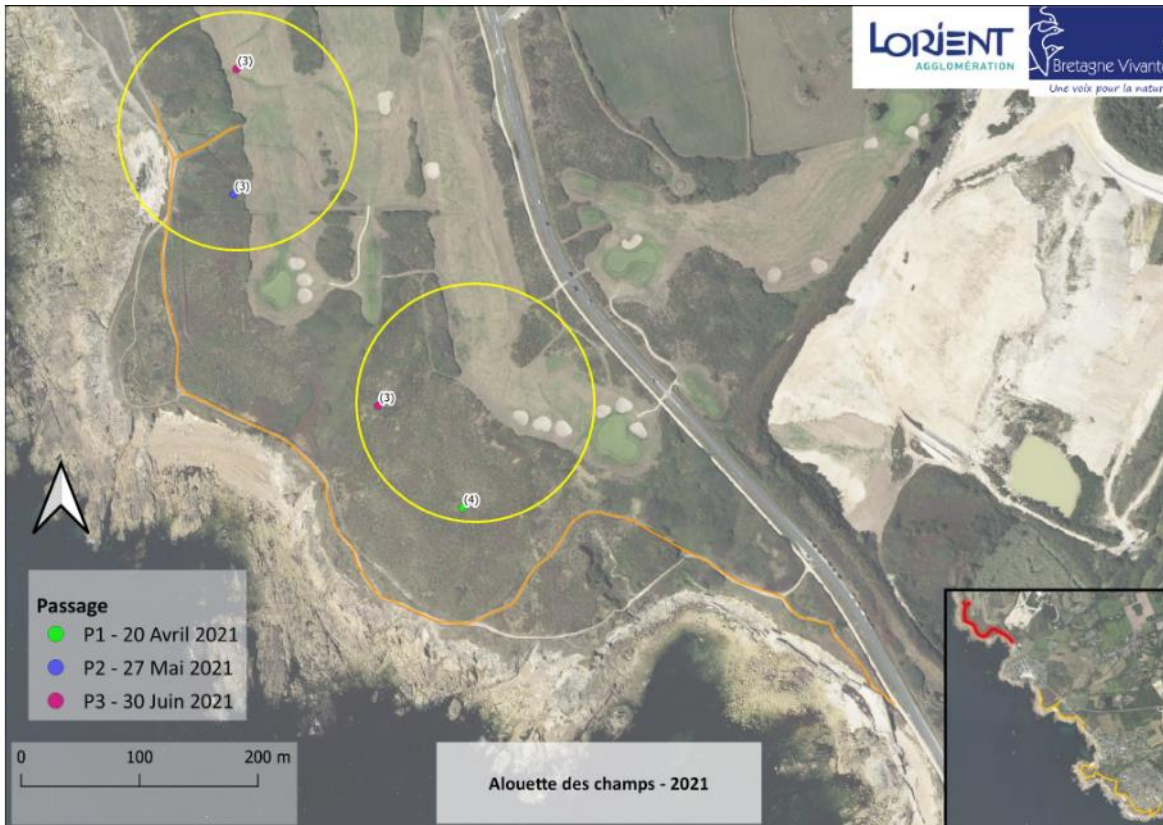 LORIENT
AGGLOMÉRATION
Bretagne Vivante
Une voix pour la nature
(3)
(3)
(3)
(4)
Passage
P1 - 20 Avril 2021
P2 - 27 Mai 2021
P3 - 30 Juin 2021
0 100 200 m
Alouette des champs - 2021